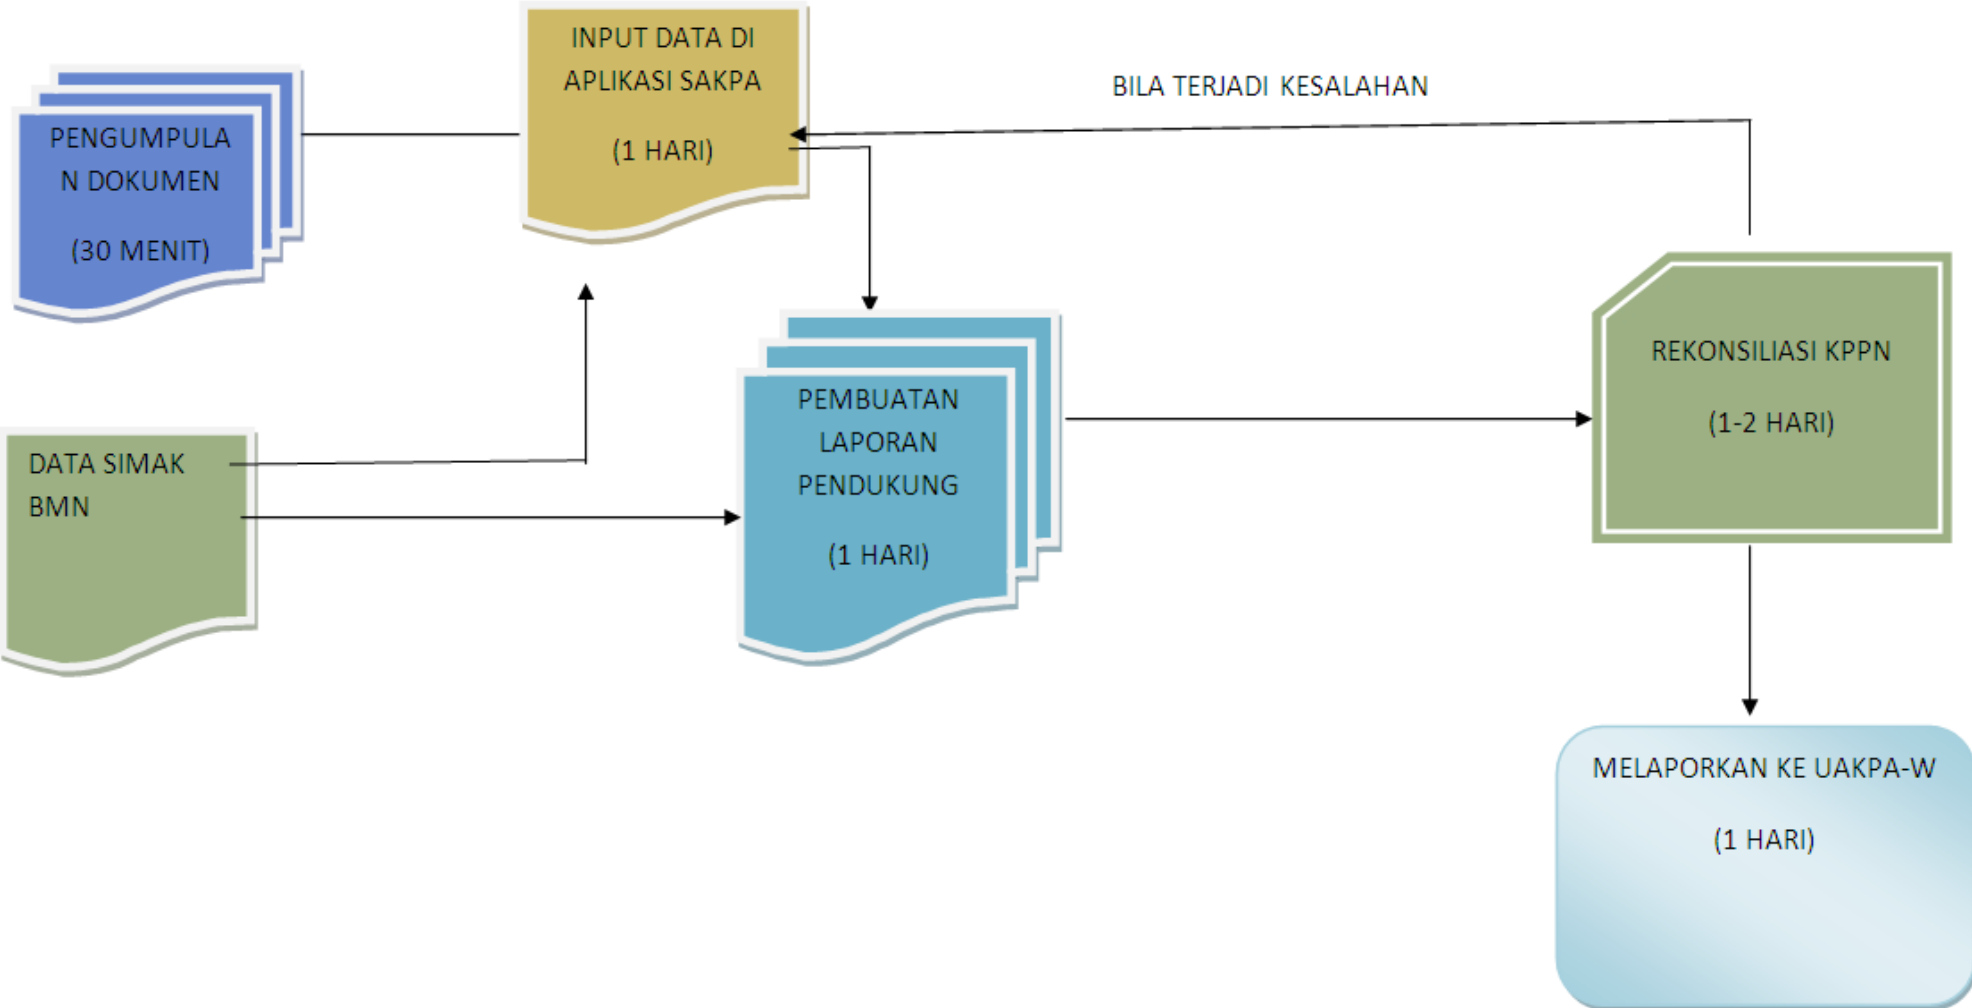 INPUT DATA DI
APLIKASI SAKPA
(1 HARI)
BILA TERJADI KESALAHAN
PENGUMPULA
N DOKUMEN
(30 MENIT)
REKONSILIASI KPPN
(1-2 HARI)
PEMBUATAN
LAPORAN
PENDUKUNG
(1 HARI)
DATA SIMAK
BMN
MELAPORKAN KE UAKPA-W
(1 HARI)